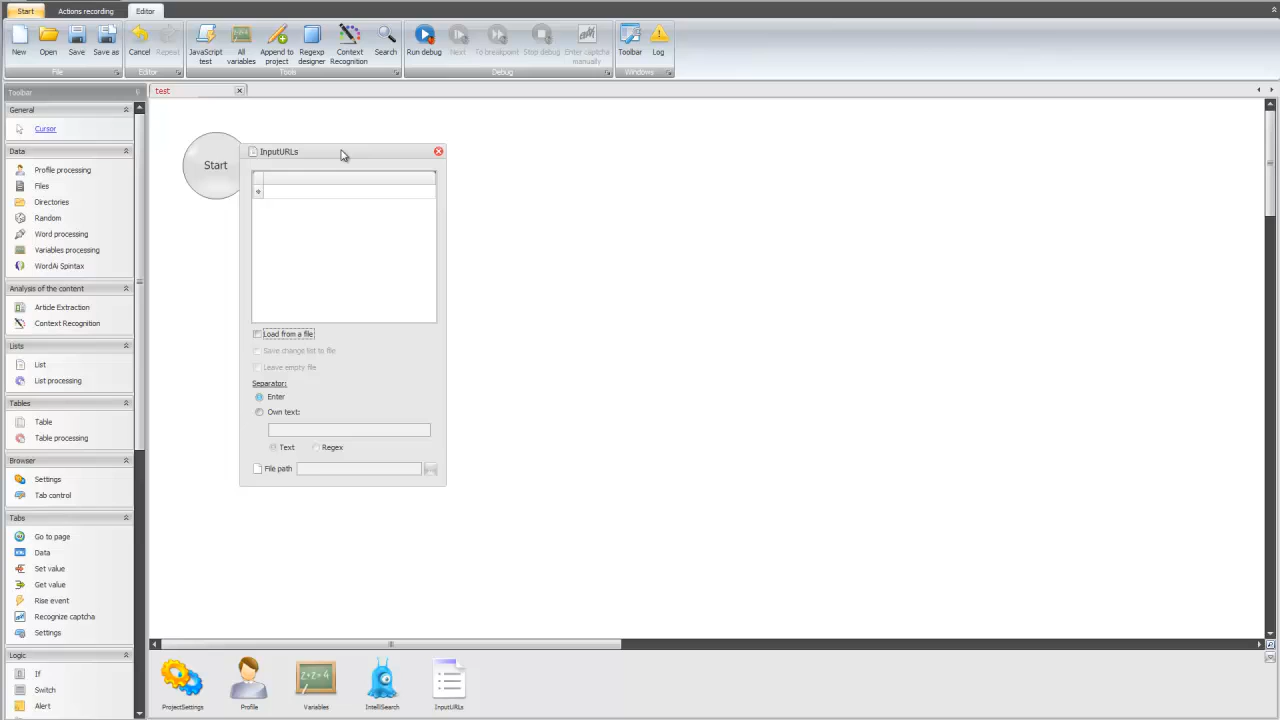 Start Actions recording Editor
New Open Save Save as Cancel Repeat JavaScript test All variables Append to project Regexp designer Context Recognition Search Run debug Next To breakpoint Stop debug Enter captcha manually Toolbar Log
File Editor Tools Debug Windows
Toolbar
test
General
Cursor
Data
Profile processing
Files
Directories
Random
Word processing
Variables processing
WordAi Spintax
Analysis of the content
Article Extraction
Context Recognition
Lists
List
List processing
Tables
Table
Table processing
Browser
Settings
Tab control
Tabs
Go to page
Data
Set value
Get value
Rise event
Recognize captcha
Settings
Logic
If
Switch
Alert
Start
InputURLs
Load from a file
Save change list to file
Leave empty file
Separator:
Enter
Own text:
Text Regex
File path
z+z=4
ProjectSettings Profile Variables IntelliSearch InputURLs